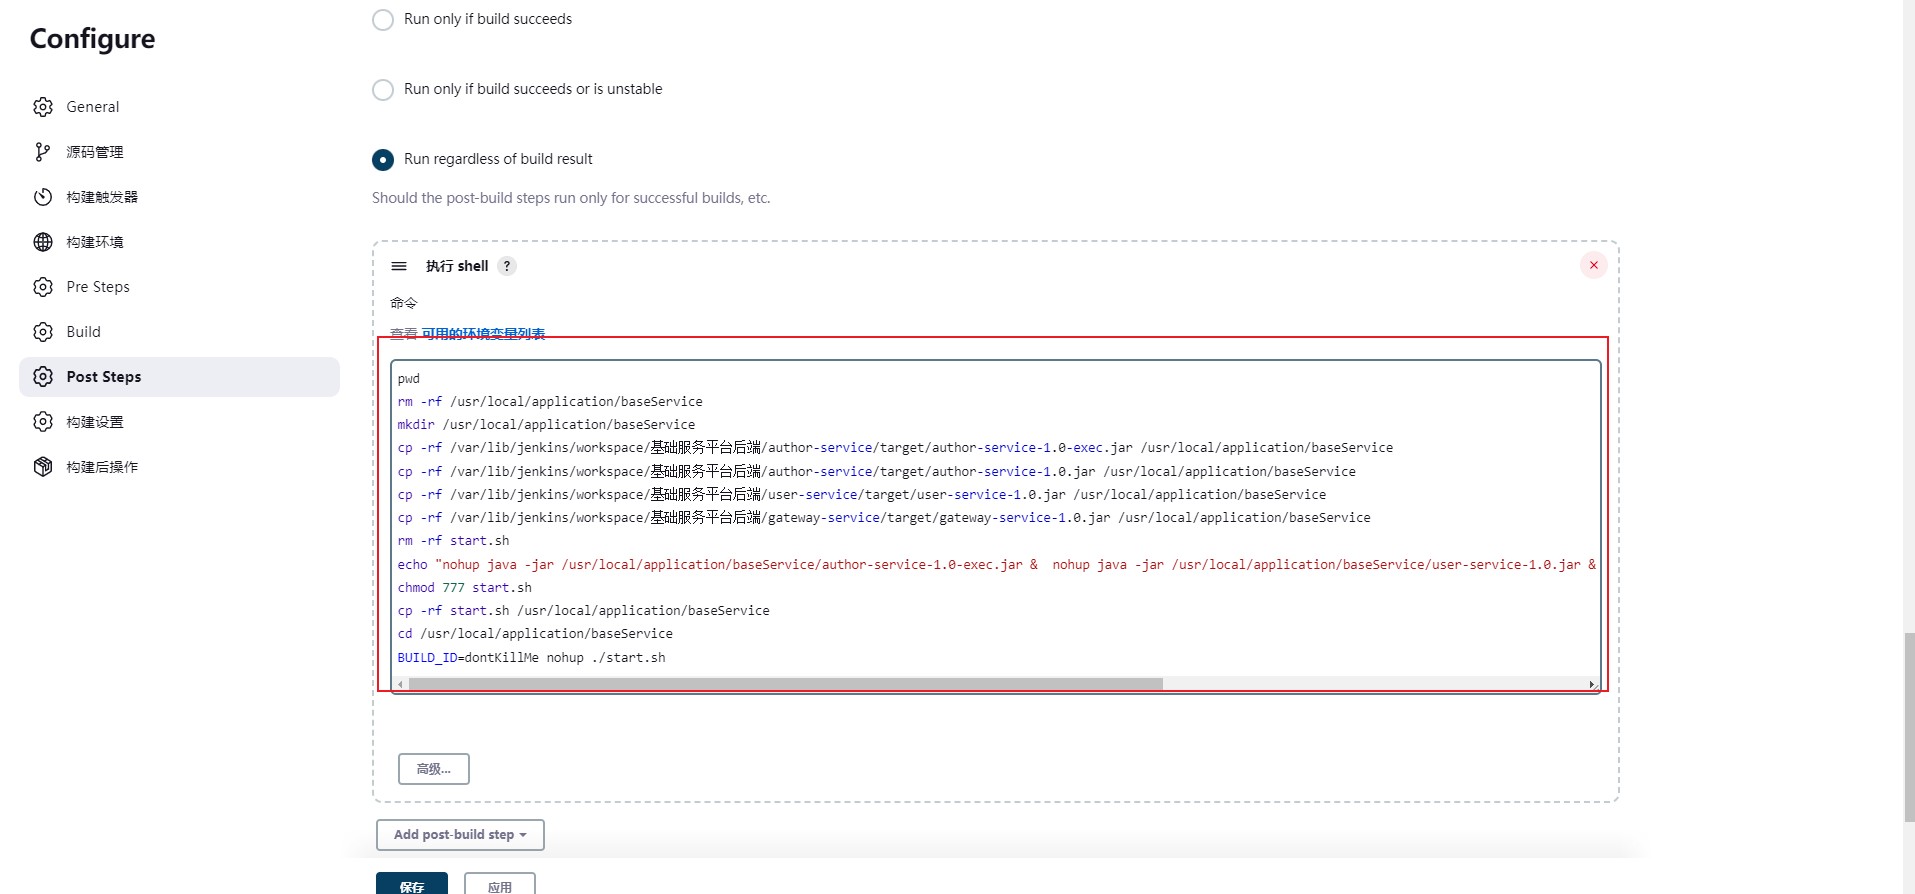 Configure
General
源码管理
构建触发器
构建环境
Pre Steps
Build
Post Steps
构建设置
构建后操作
Run only if build succeeds
Run only if build succeeds or is unstable
Run regardless of build result
Should the post-build steps run only for successful builds, etc.
执行 shell ?
命令
查看 可用的环境变量列表
pwd
rm -rf /usr/local/application/baseService
mkdir /usr/local/application/baseService
cp -rf /var/lib/jenkins/workspace/基础服务平台后端/author-service/target/author-service-1.0-exec.jar /usr/local/application/baseService
cp -rf /var/lib/jenkins/workspace/基础服务平台后端/author-service/target/author-service-1.0.jar /usr/local/application/baseService
cp -rf /var/lib/jenkins/workspace/基础服务平台后端/user-service/target/user-service-1.0.jar /usr/local/application/baseService
cp -rf /var/lib/jenkins/workspace/基础服务平台后端/gateway-service/target/gateway-service-1.0.jar /usr/local/application/baseService
rm -rf start.sh
echo "nohup java -jar /usr/local/application/baseService/author-service-1.0-exec.jar &  nohup java -jar /usr/local/application/baseService/user-service-1.0.jar &
chmod 777 start.sh
cp -rf start.sh /usr/local/application/baseService
cd /usr/local/application/baseService
BUILD_ID=dontKillMe nohup ./start.sh
高级...
Add post-build step
保存
应用